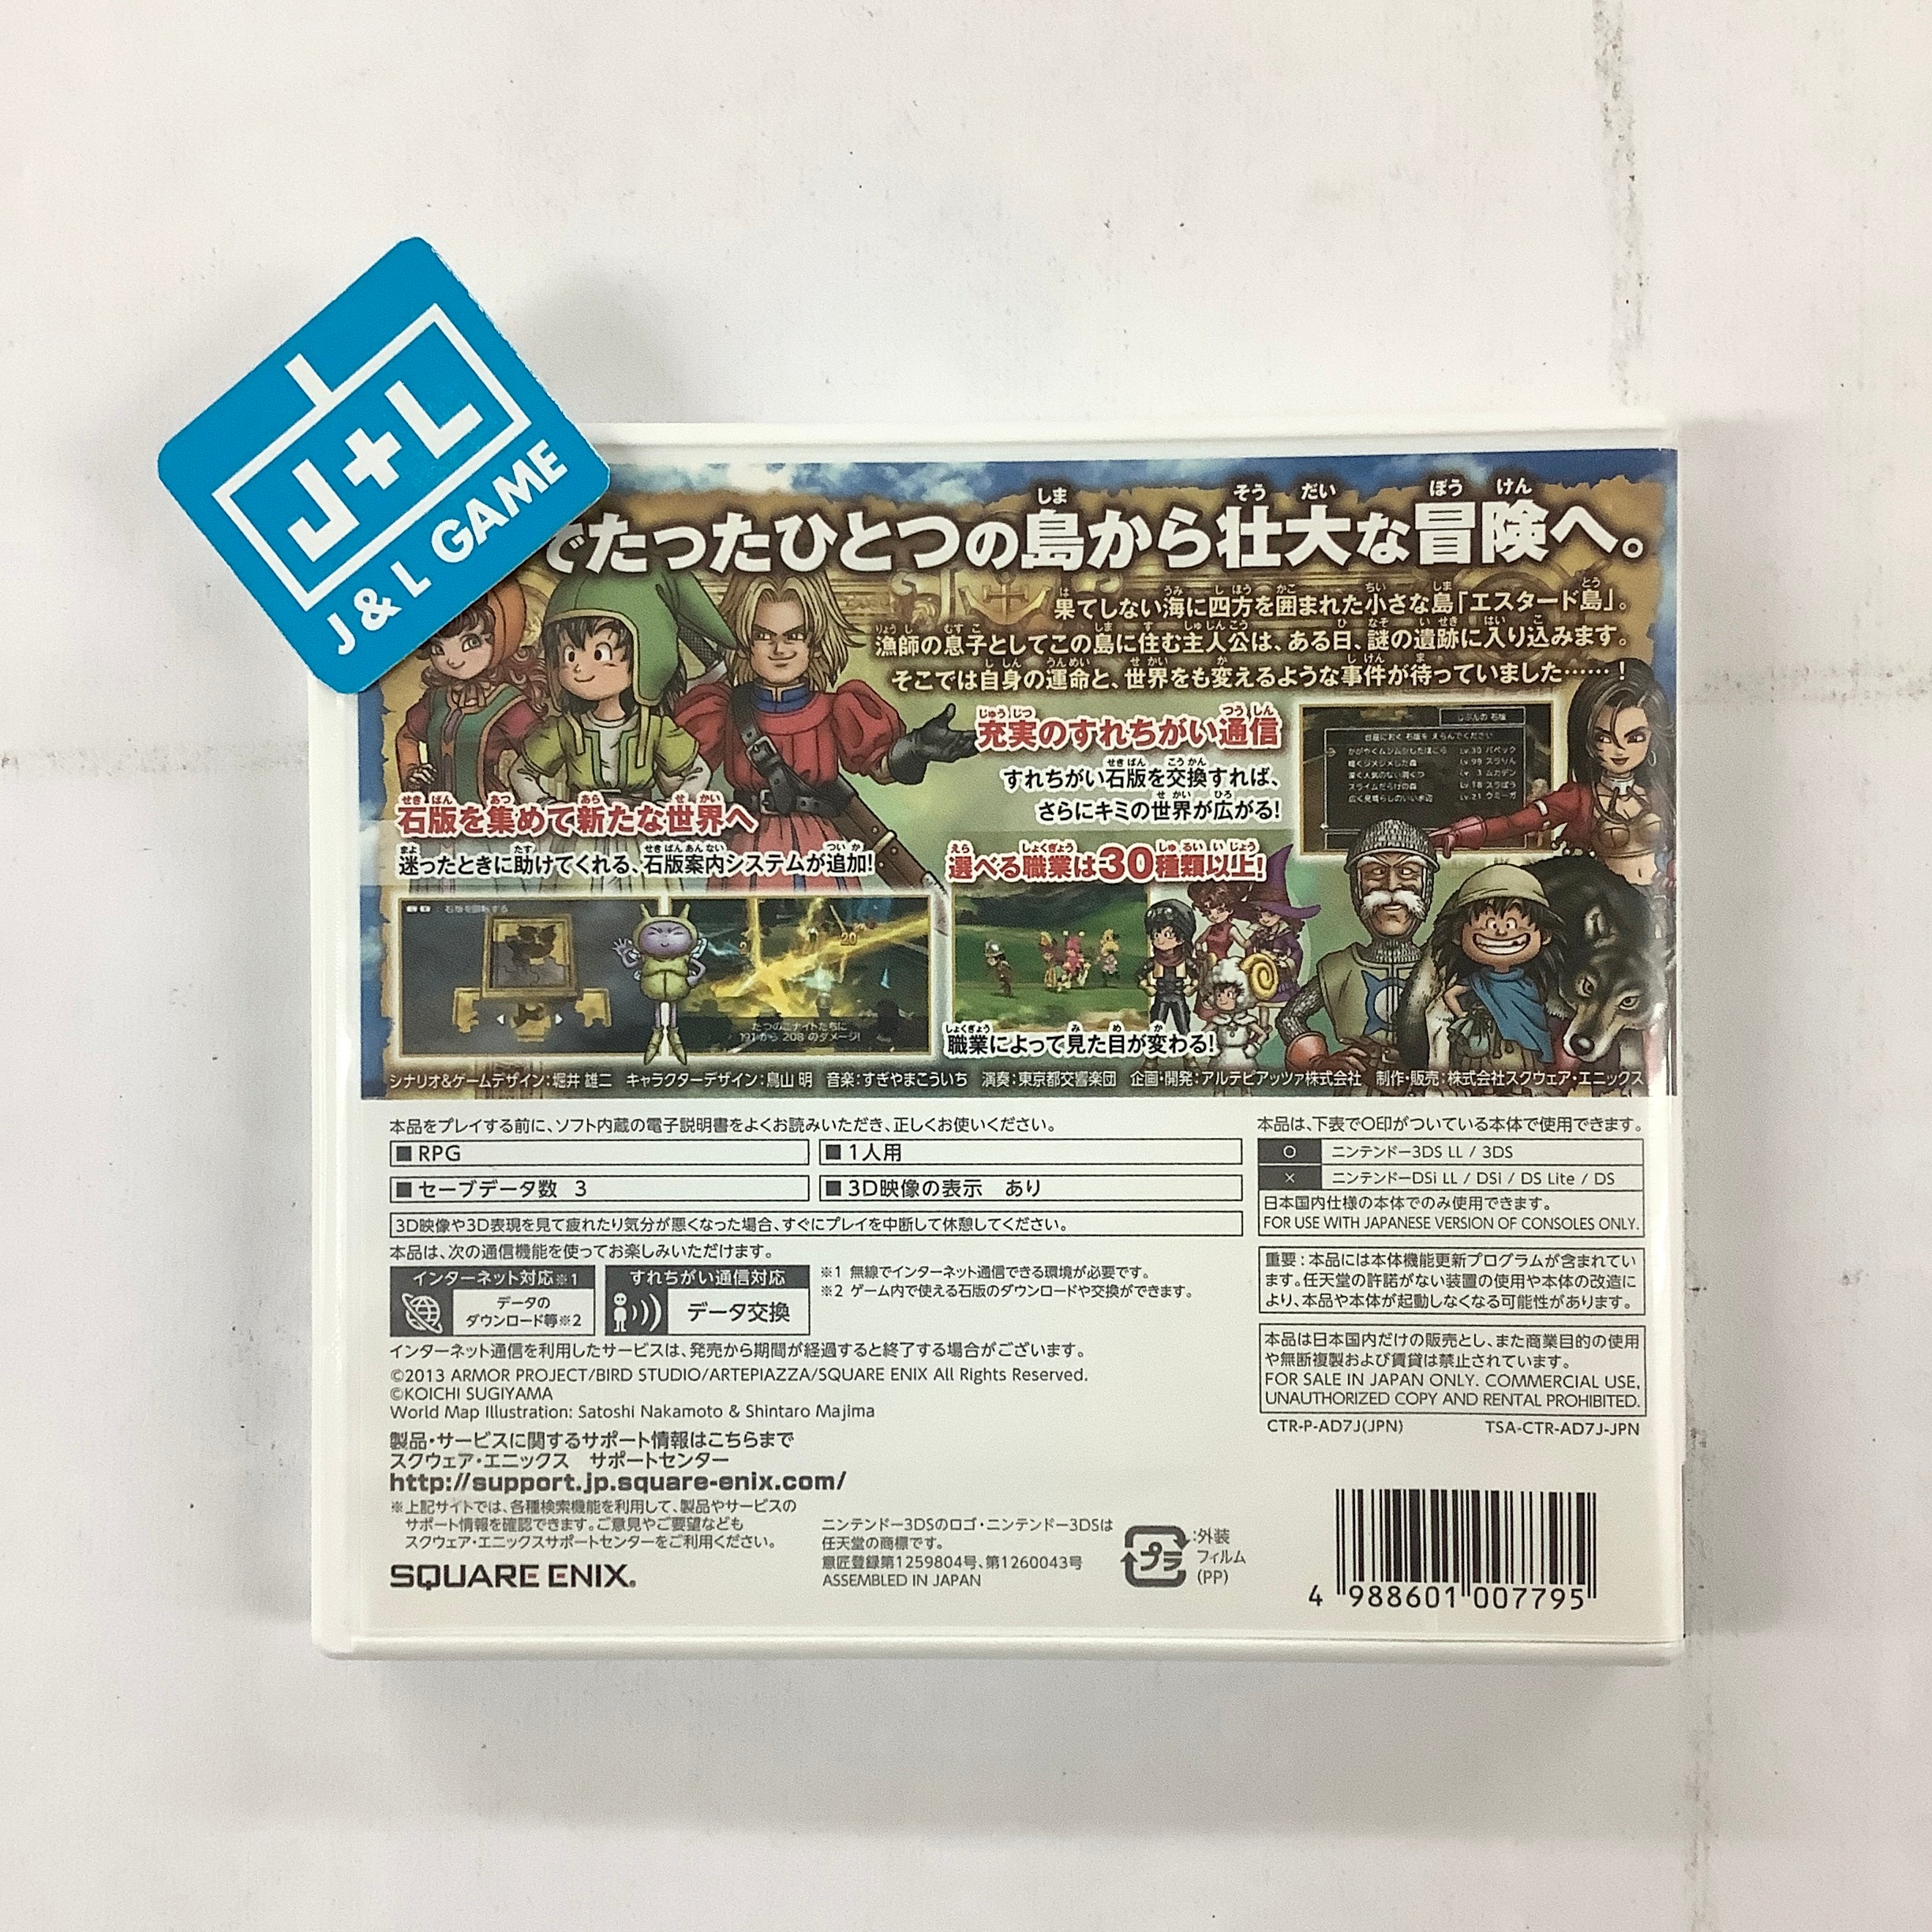 J+L
J & L GAME
でたったひとつの島から壮大な冒険へ。
果てしない海に四方を囲まれた小さな島「エスタード島」。
漁師の息子としてこの島に住む主人公は、ある日、謎の遺跡に入り込みます。
そこでは自身の運命と、世界をも変えるような事件が待っていました……！
充実のすれちがい通信
すれちがい石版を交換すれば、
さらにキミの世界が広がる!
石版を集めて新たな世界へ
迷ったときに助けてくれる、石版案内システムが追加!
選べる職業は30種類以上!
職業によって見た目が変わる!
シナリオ&ゲームデザイン:堀井 雄二 キャラクターデザイン:鳥山 明 音楽:すぎやまこういち 演奏:東京都交響楽団 企画・開発:アルテピアッツァ株式会社 制作・販売:株式会社スクウェア・エニックス
本品をプレイする前に、ソフト内蔵の電子説明書をよくお読みいただき、正しくお使いください。
■ RPG
■ 1人用
■ セーブデータ数 3
■ 3D映像の表示 あり
3D映像や3D表現を見て疲れたり気分が悪くなった場合、すぐにプレイを中断して休憩してください。
本品は、次の通信機能を使ってお楽しみいただけます。
インターネット対応※1
データの
ダウンロード等※2
すれちがい通信対応
データ交換
※1 無線でインターネット通信できる環境が必要です。
※2 ゲーム内で使える石版のダウンロードや交換ができます。
インターネット通信を利用したサービスは、発売から期間が経過すると終了する場合がございます。
©2013 ARMOR PROJECT/BIRD STUDIO/ARTEPIAZZA/SQUARE ENIX All Rights Reserved.
©KOICHI SUGIYAMA
World Map Illustration: Satoshi Nakamoto & Shintaro Majima
製品・サービスに関するサポート情報はこちらまで
スクウェア・エニックス サポートセンター
http://support.jp.square-enix.com/
※上記サイトでは、各種検索機能を利用して、製品やサービスの
サポート情報を確認できます。ご意見やご要望なども
スクウェア・エニックスサポートセンターをご利用ください。
SQUARE ENIX.
ニンテンドー3DSのロゴ・ニンテンドー3DSは
任天堂の商標です。
意匠登録第1259804号、第1260043号
ASSEMBLED IN JAPAN
プラ
:外装
フィルム
(PP)
本品は、下表で○印がついている本体で使用できます。
○ ニンテンドー3DS LL / 3DS
× ニンテンドーDSi LL / DSi / DS Lite / DS
日本国内仕様の本体でのみ使用できます。
FOR USE WITH JAPANESE VERSION OF CONSOLES ONLY.
重要:本品には本体機能更新プログラムが含まれてい
ます。任天堂の許諾がない装置の使用や本体の改造に
より、本品や本体が起動しなくなる可能性があります。
本品は日本国内だけの販売とし、また商業目的の使用
や無断複製および賃貸は禁止されています。
FOR SALE IN JAPAN ONLY. COMMERCIAL USE,
UNAUTHORIZED COPY AND RENTAL PROHIBITED.
CTR-P-AD7J(JPN) TSA-CTR-AD7J-JPN
4 988601 007795